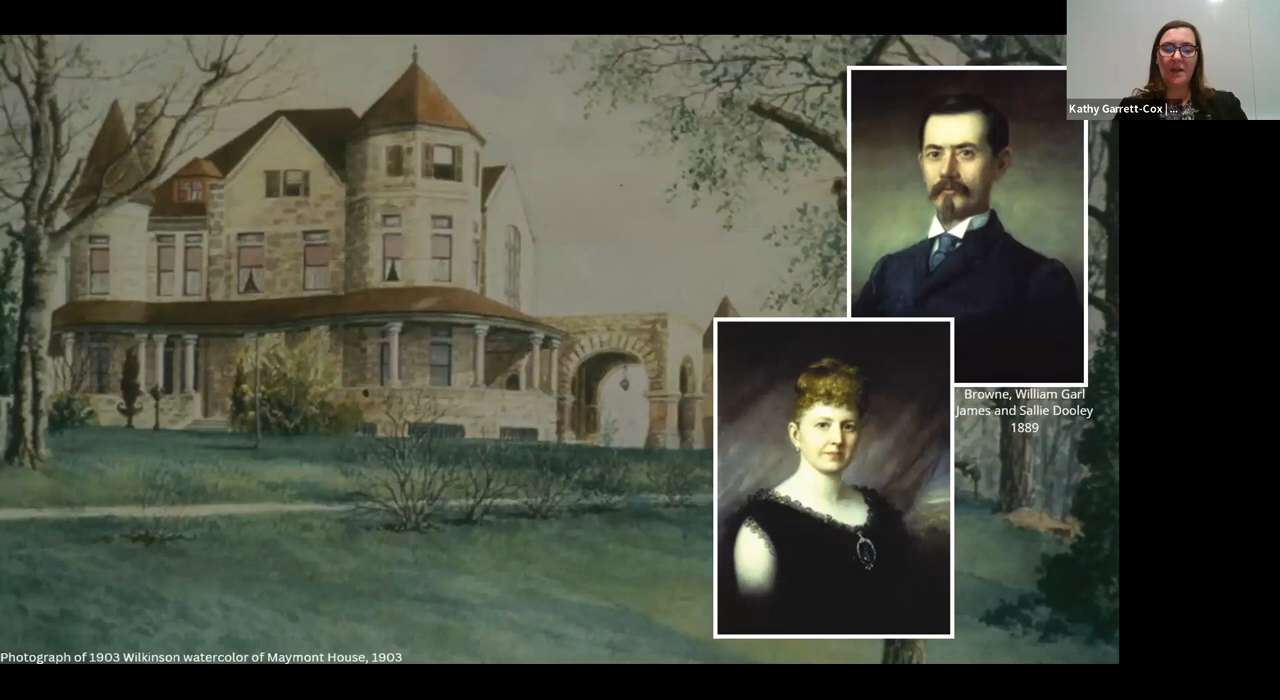 Kathy Garrett-Cox | ...
Browne, William Garl
James and Sallie Dooley
1889
Photograph of 1903 Wilkinson watercolor of Maymont House, 1903